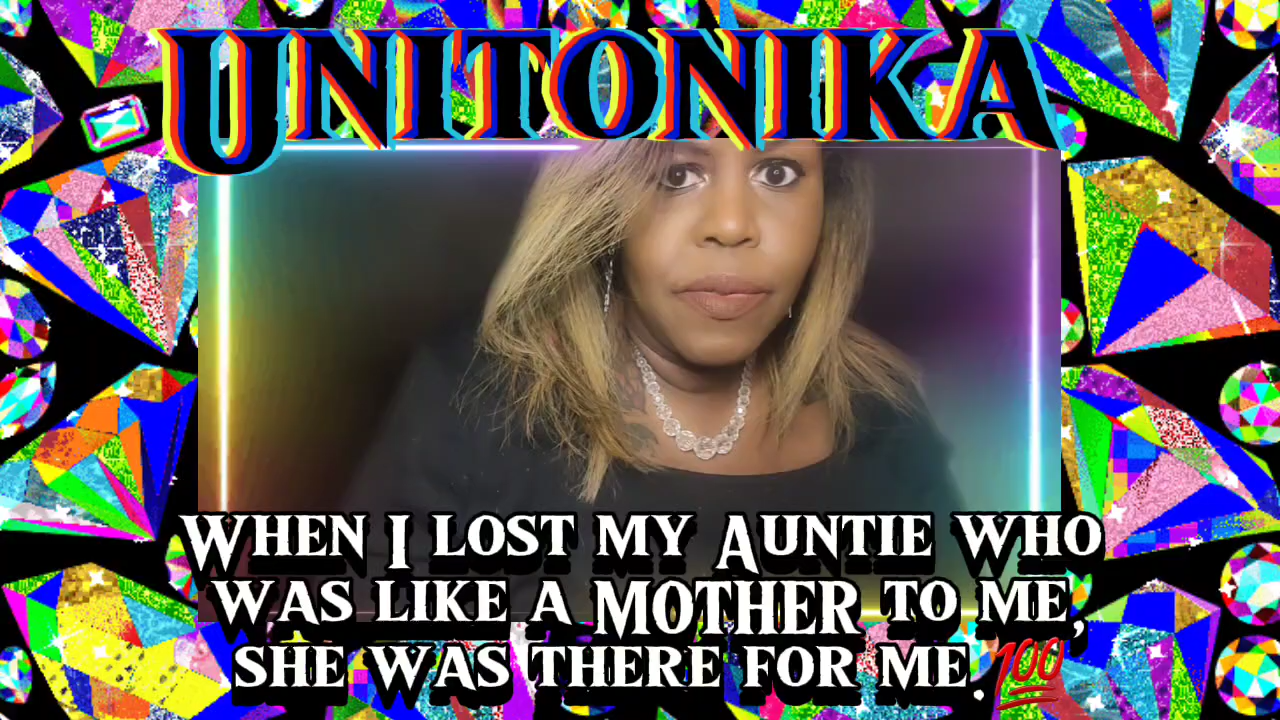 UNITONIKA
WHEN I LOST MY AUNTIE WHO
WAS LIKE A MOTHER TO ME,
SHE WAS THERE FOR ME.💯